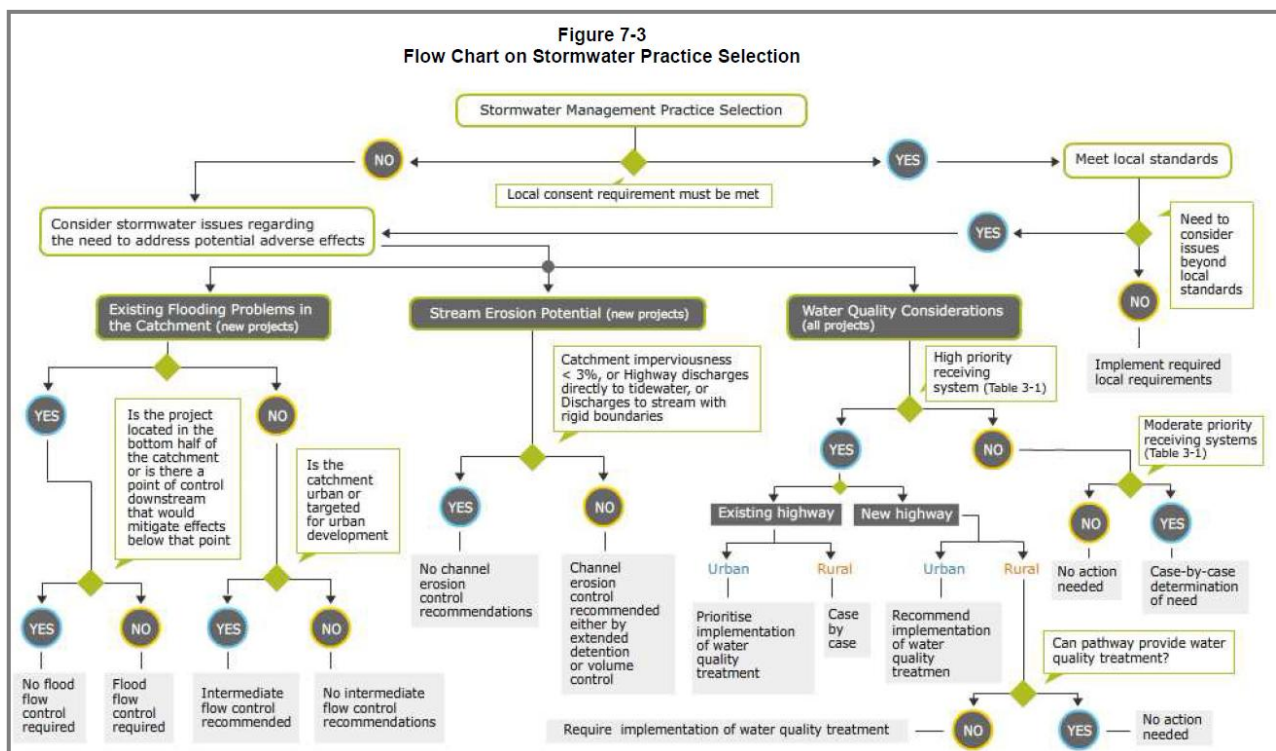 Figure 7-3
Flow Chart on Stormwater Practice Selection
Stormwater Management Practice Selection
NO
YES
Meet local standards
Local consent requirement must be met
Consider stormwater issues regarding
the need to address potential adverse effects
YES
Need to
consider
issues
beyond
local
standards
NO
Implement required
local requirements
Existing Flooding Problems in
the Catchment (new projects)
Stream Erosion Potential (new projects)
Water Quality Considerations
(all projects)
YES
NO
Is the project
located in the
bottom half of
the catchment
or is there a
point of control
downstream
that would
mitigate effects
below that point
Is the
catchment
urban or
targeted
for urban
development
YES
NO
YES
NO
No flood
flow
control
required
Flood
flow
control
required
Intermediate
flow control
recommended
No intermediate
flow control
recommendations
Catchment imperviousness
< 3%, or Highway discharges
directly to tidewater, or
Discharges to stream with
rigid boundaries
YES
NO
No channel
erosion
control
recommendations
Channel
erosion
control
recommended
either by
extended
detention
or volume
control
High priority
receiving
system (Table 3-1)
YES
NO
Moderate priority
receiving systems
(Table 3-1)
NO
YES
No action
needed
Case-by-case
determination
of need
Existing highway
New highway
Urban
Rural
Urban
Rural
Prioritise
implementation
of water
quality
treatment
Case
by
case
Recommend
implementation
of water
quality
treatmen
Can pathway provide water
quality treatment?
Require implementation of water quality treatment
NO
YES
No action
needed